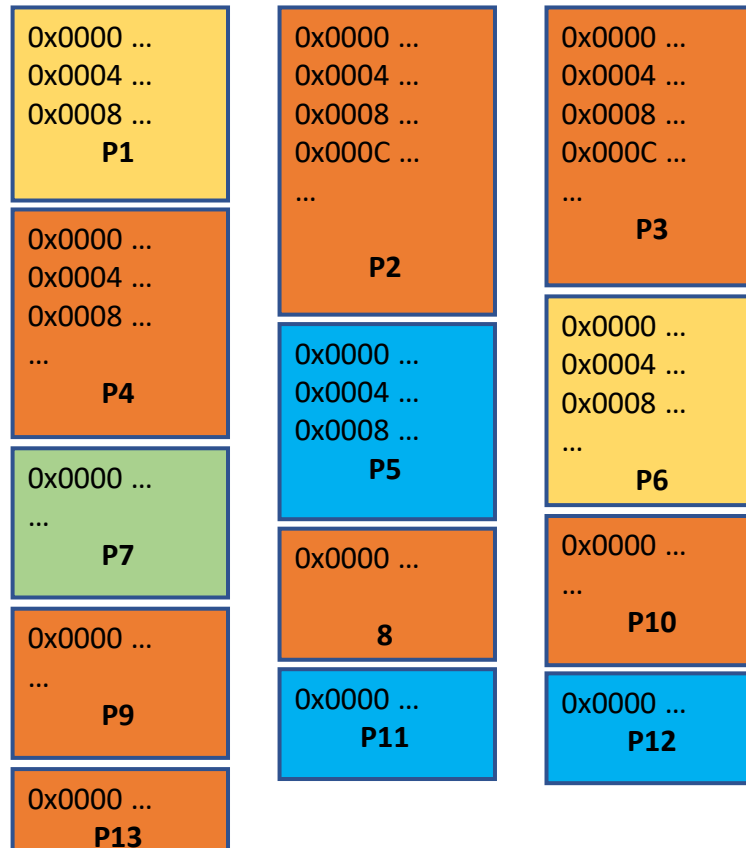 0x0000 ...
0x0004 ...
0x0008 ...
P1
0x0000 ...
0x0004 ...
0x0008 ...
0x000C ...
...
P2
0x0000 ...
0x0004 ...
0x0008 ...
0x000C ...
...
P3
0x0000 ...
0x0004 ...
0x0008 ...
...
P4
0x0000 ...
0x0004 ...
0x0008 ...
P5
0x0000 ...
0x0004 ...
0x0008 ...
...
P6
0x0000 ...
...
P7
0x0000 ...
8
0x0000 ...
...
P9
0x0000 ...
...
P10
0x0000 ...
P11
0x0000 ...
P12
0x0000 ...
P13